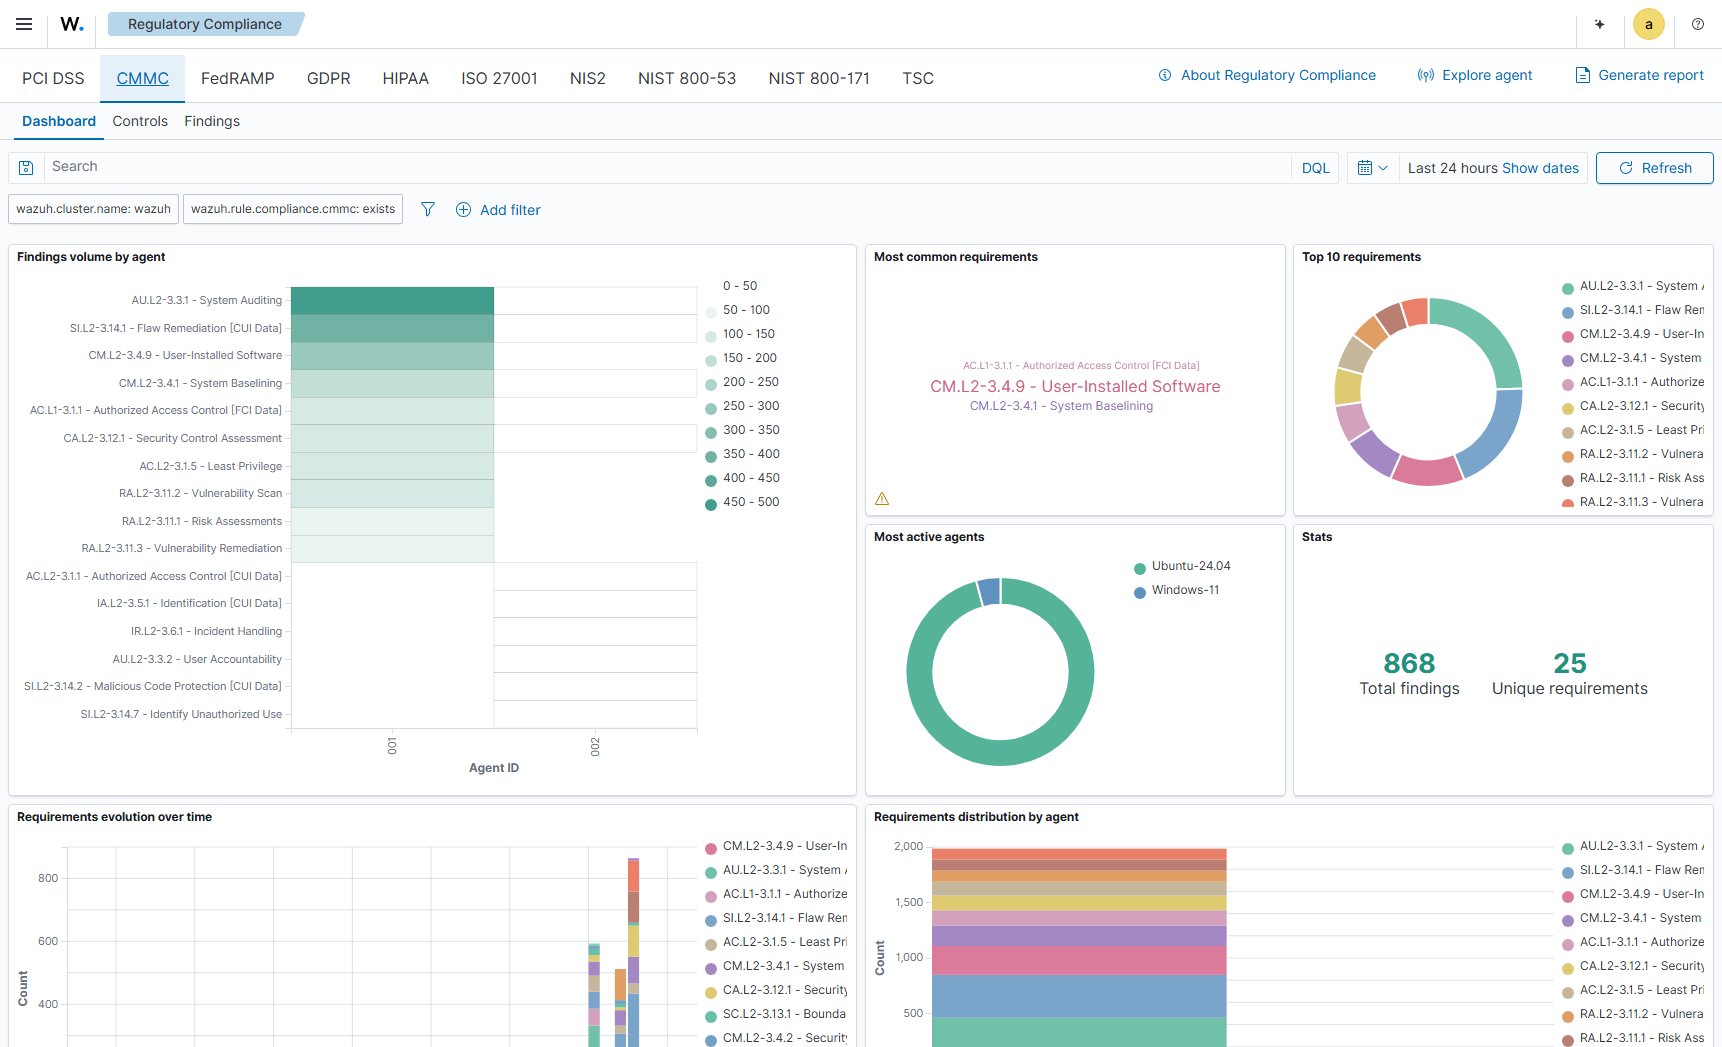 W.
Regulatory Compliance
a
PCI DSS
CMMC
FedRAMP
GDPR
HIPAA
ISO 27001
NIS2
NIST 800-53
NIST 800-171
TSC
About Regulatory Compliance
Explore agent
Generate report
Dashboard
Controls
Findings
Search
DQL
Last 24 hours Show dates
Refresh
wazuh.cluster.name: wazuh
wazuh.rule.compliance.cmmc: exists
Add filter
Findings volume by agent
AU.L2-3.3.1 - System Auditing
SI.L2-3.14.1 - Flaw Remediation [CUI Data]
CM.L2-3.4.9 - User-Installed Software
CM.L2-3.4.1 - System Baselining
AC.L1-3.1.1 - Authorized Access Control [FCI Data]
CA.L2-3.12.1 - Security Control Assessment
AC.L2-3.1.5 - Least Privilege
RA.L2-3.11.2 - Vulnerability Scan
RA.L2-3.11.1 - Risk Assessments
RA.L2-3.11.3 - Vulnerability Remediation
AC.L2-3.1.1 - Authorized Access Control [CUI Data]
IA.L2-3.5.1 - Identification [CUI Data]
IR.L2-3.6.1 - Incident Handling
AU.L2-3.3.2 - User Accountability
SI.L2-3.14.2 - Malicious Code Protection [CUI Data]
SI.L2-3.14.7 - Identify Unauthorized Use
001
002
Agent ID
0 - 50
50 - 100
100 - 150
150 - 200
200 - 250
250 - 300
300 - 350
350 - 400
400 - 450
450 - 500
Most common requirements
AC.L1-3.1.1 - Authorized Access Control [FCI Data]
CM.L2-3.4.9 - User-Installed Software
CM.L2-3.4.1 - System Baselining
Top 10 requirements
AU.L2-3.3.1 - System A
SI.L2-3.14.1 - Flaw Rem
CM.L2-3.4.9 - User-In
CM.L2-3.4.1 - System
AC.L1-3.1.1 - Authorize
CA.L2-3.12.1 - Security
AC.L2-3.1.5 - Least Pri
RA.L2-3.11.2 - Vulnera
RA.L2-3.11.1 - Risk Ass
RA.L2-3.11.3 - Vulnera
Most active agents
Ubuntu-24.04
Windows-11
Stats
868
Total findings
25
Unique requirements
Requirements evolution over time
800
600
400
Count
CM.L2-3.4.9 - User-In
AU.L2-3.3.1 - System A
AC.L1-3.1.1 - Authorize
SI.L2-3.14.1 - Flaw Rem
AC.L2-3.1.5 - Least Pri
CM.L2-3.4.1 - System
CA.L2-3.12.1 - Security
SC.L2-3.13.1 - Bounda
CM.L2-3.4.2 - Security
Requirements distribution by agent
2,000
1,500
1,000
500
Count
AU.L2-3.3.1 - System A
SI.L2-3.14.1 - Flaw Rem
CM.L2-3.4.9 - User-In
CM.L2-3.4.1 - System
AC.L1-3.1.1 - Authorize
CA.L2-3.12.1 - Security
AC.L2-3.1.5 - Least Pri
RA.L2-3.11.2 - Vulnera
RA.L2-3.11.1 - Risk Ass